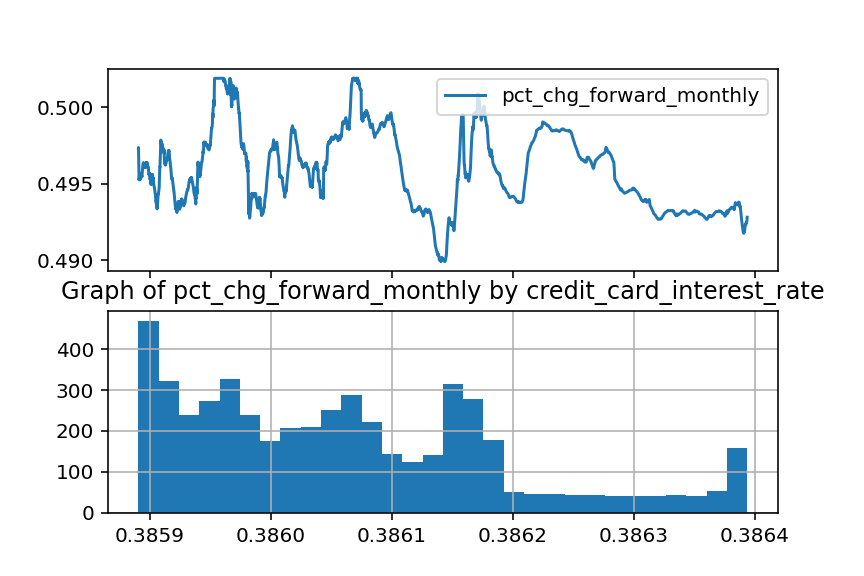 pct_chg_forward_monthly
0.500
0.495
0.490
Graph of pct_chg_forward_monthly by credit_card_interest_rate
400
300
200
100
0
0.3859 0.3860 0.3861 0.3862 0.3863 0.3864